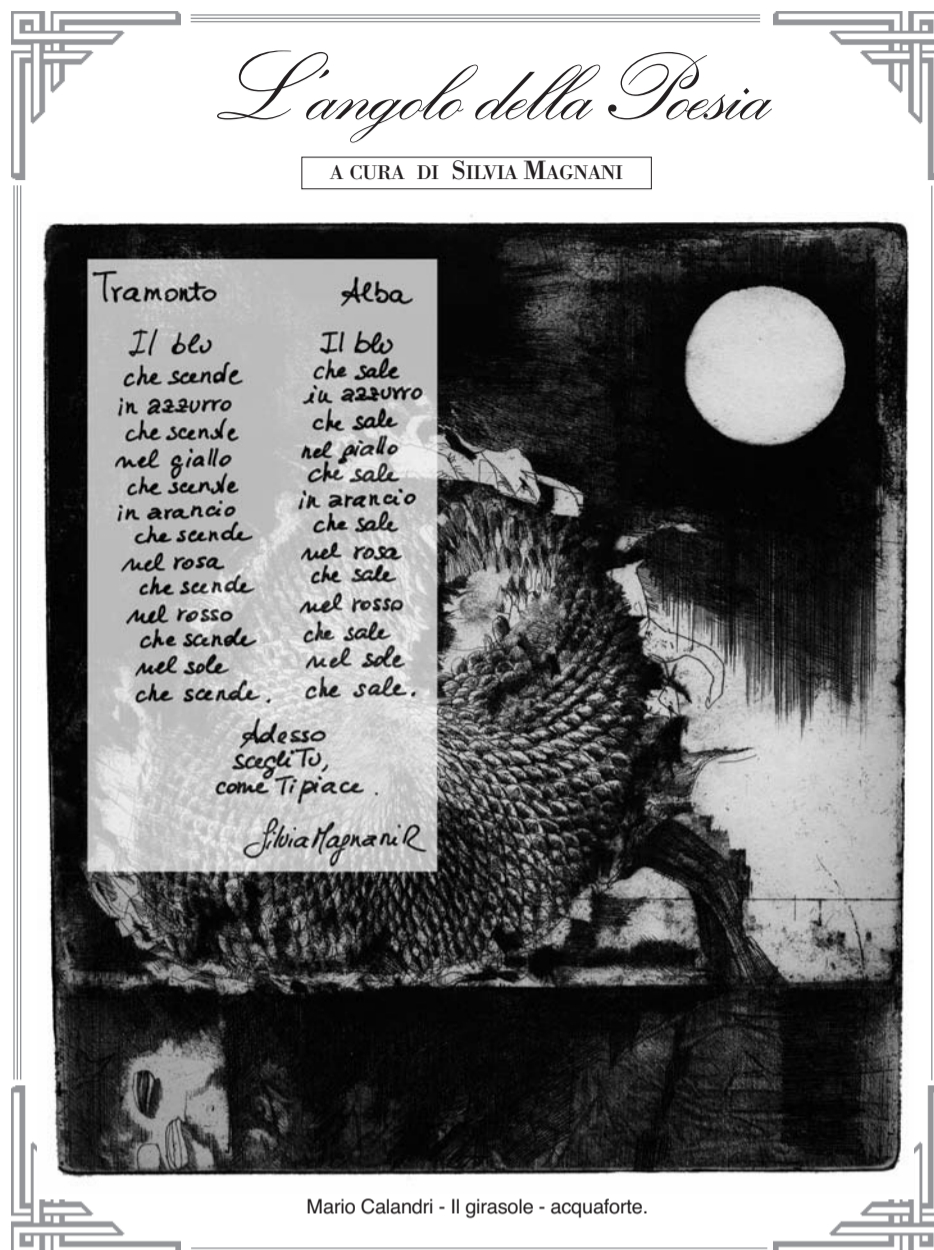 L'angolo della Poesia
A CURA DI SILVIA MAGNANI
Tramonto
Il blu
che scende
in azzurro
che scende
nel giallo
che scende
in arancio
che scende
nel rosa
che scende
nel rosso
che scende
nel sole
che scende.
Alba
Il blu
che sale
in azzurro
che sale
nel giallo
che sale
in arancio
che sale
nel rosa
che sale
nel rosso
che sale
nel sole
che sale.
Adesso
scegli Tu,
come Ti piace.
Silvia Magnani R
Mario Calandri - Il girasole - acquaforte.